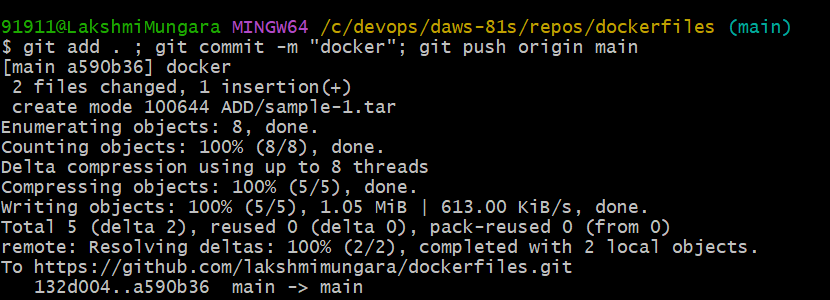 91911@LakshmiMungara MINGW64 /c/devops/daws-81s/repos/dockerfiles (main)
$ git add . ; git commit -m "docker"; git push origin main
[main a590b36] docker
 2 files changed, 1 insertion(+)
 create mode 100644 ADD/sample-1.tar
Enumerating objects: 8, done.
Counting objects: 100% (8/8), done.
Delta compression using up to 8 threads
Compressing objects: 100% (5/5), done.
Writing objects: 100% (5/5), 1.05 MiB | 613.00 KiB/s, done.
Total 5 (delta 2), reused 0 (delta 0), pack-reused 0 (from 0)
remote: Resolving deltas: 100% (2/2), completed with 2 local objects.
To https://github.com/lakshmimungara/dockerfiles.git
   132d004..a590b36  main -> main